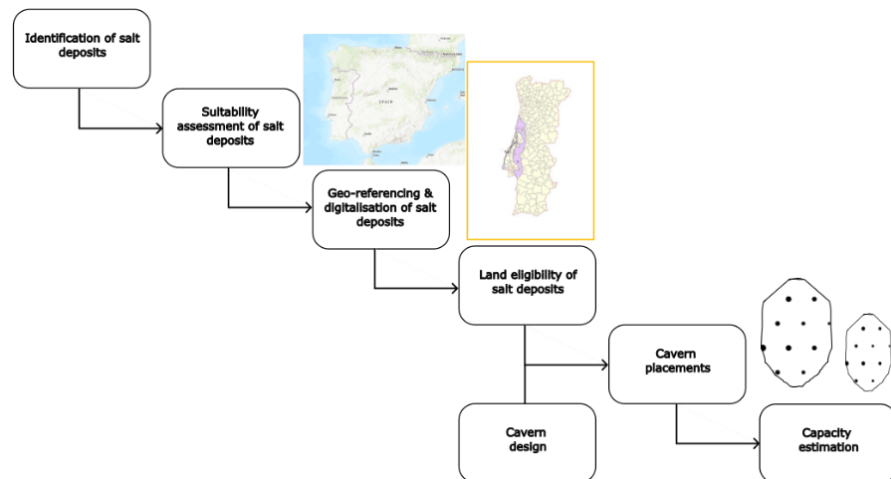 Identification of salt
deposits
Suitability
assessment of salt
deposits
SPAIN
Geo-referencing &
digitalisation of salt
deposits
Land eligibility of
salt deposits
Cavern
placements
Cavern
design
Capacity
estimation